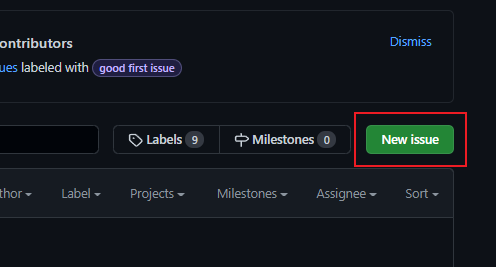 ontributors
Dismiss
ues labeled with good first issue
Labels 9 Milestones 0 New issue
thor Label Projects Milestones Assignee Sort